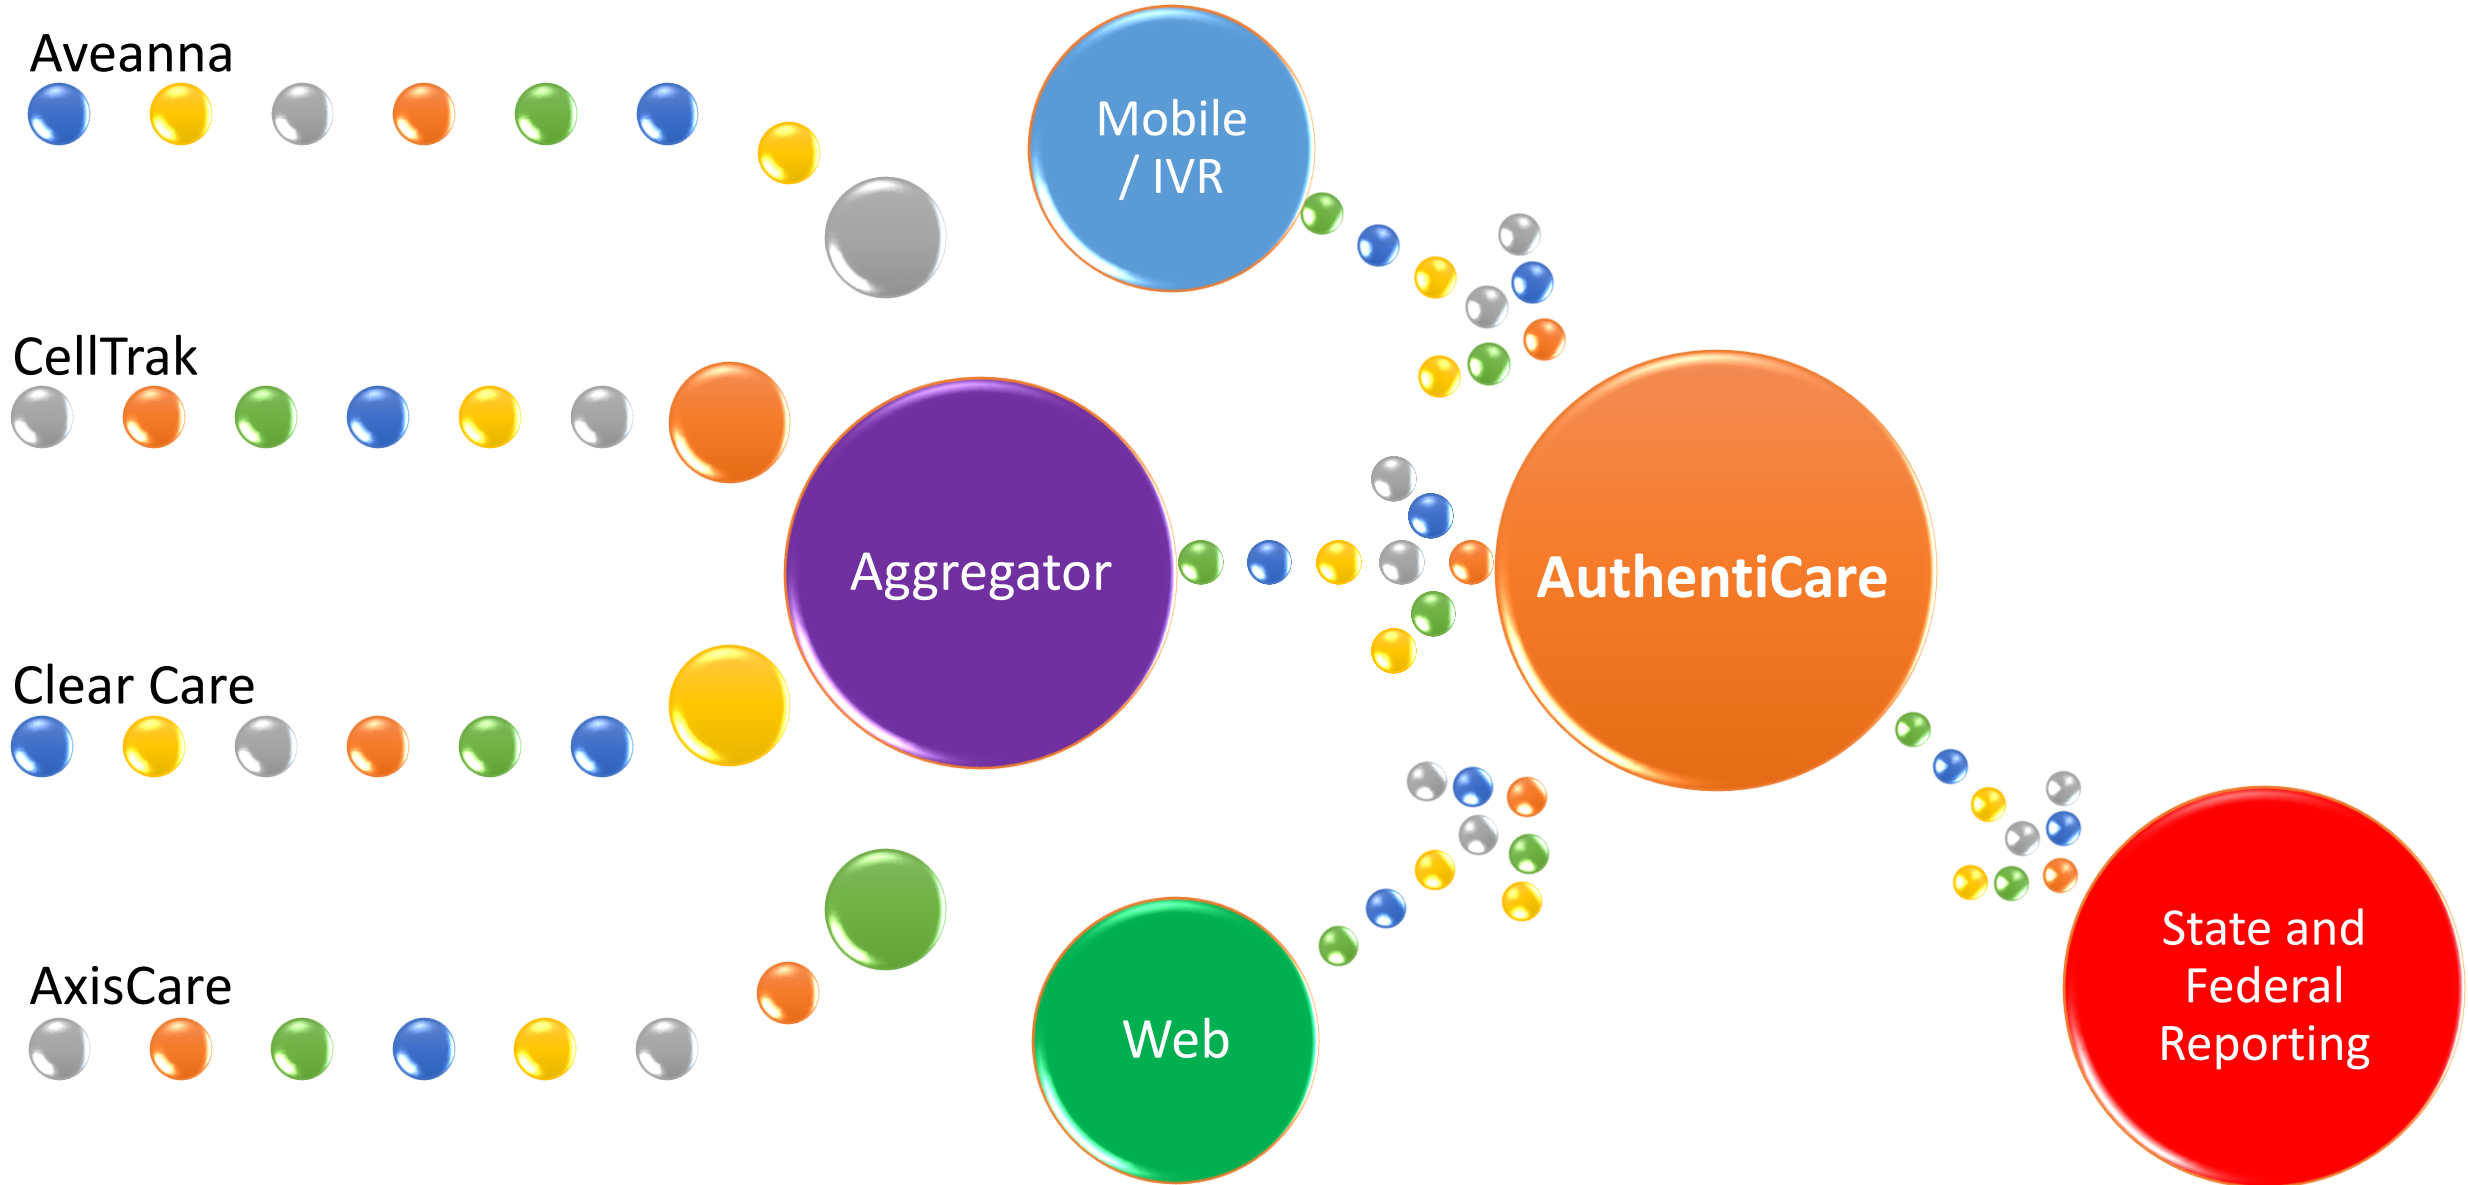 Aveanna
Mobile
/ IVR
CellTrak
Aggregator
AuthentiCare
Clear Care
AxisCare
Web
State and
Federal
Reporting